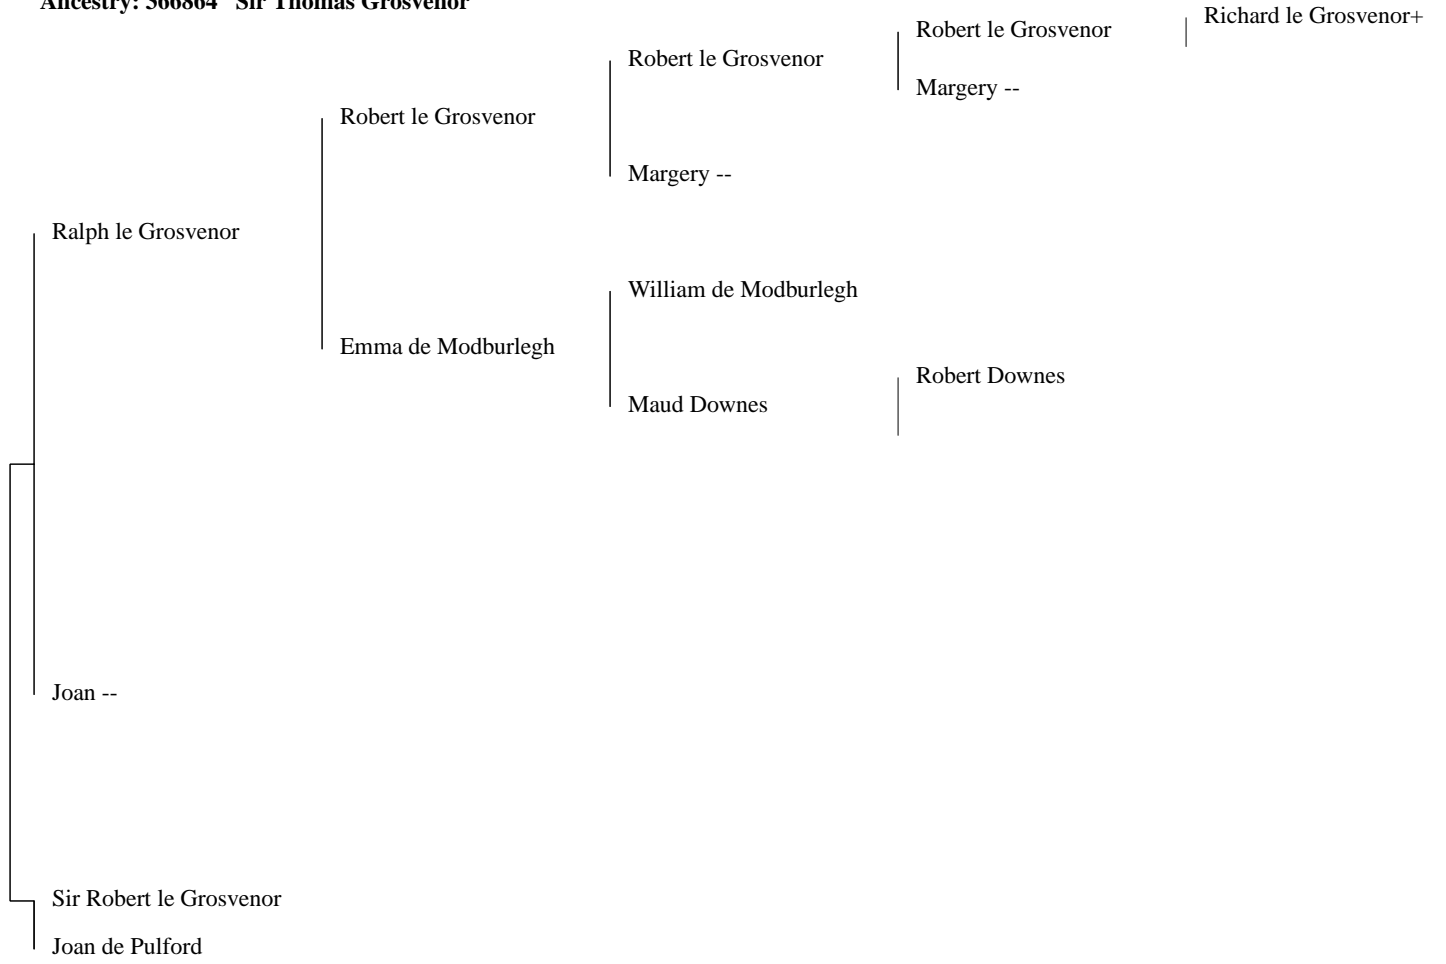 Ancestry: 366864 Sir Thomas Grosvenor
Richard le Grosvenor+
Robert le Grosvenor
Robert le Grosvenor
Margery --
Robert le Grosvenor
Margery --
Ralph le Grosvenor
William de Modburlegh
Emma de Modburlegh
Robert Downes
Maud Downes
Joan --
Sir Robert le Grosvenor
Joan de Pulford